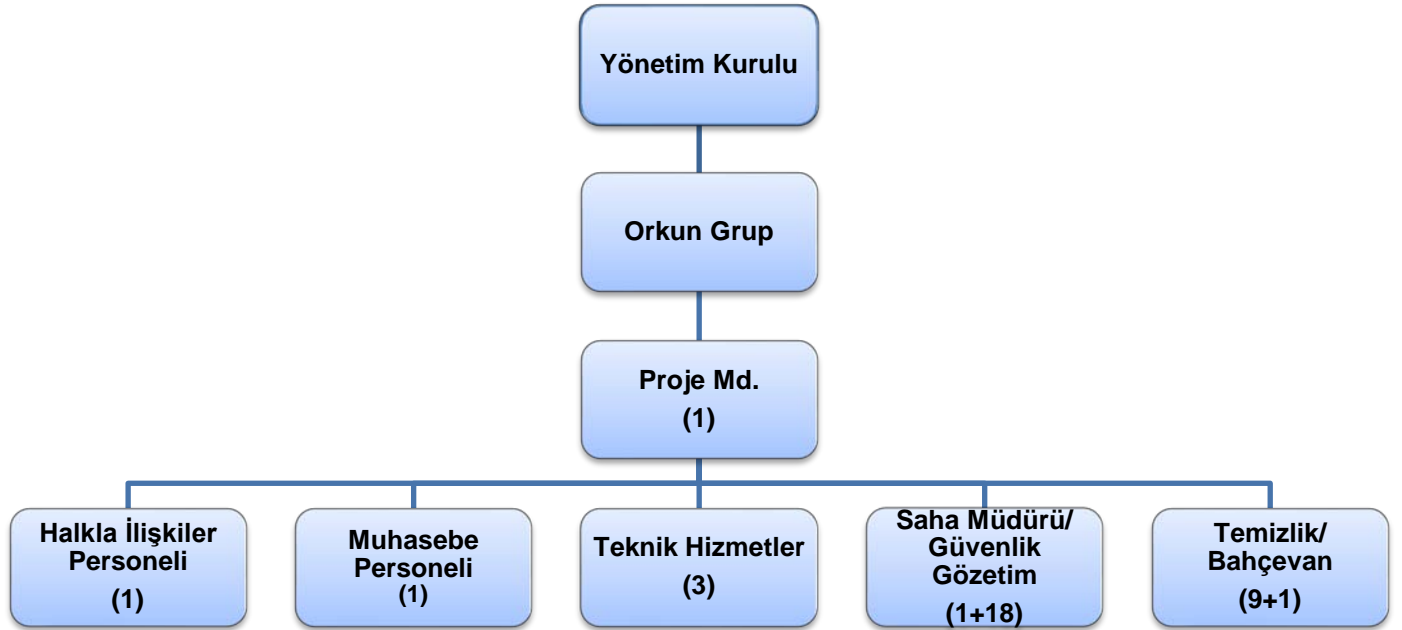 Yönetim Kurulu
Orkun Grup
Proje Md.
(1)
Halkla İlişkiler
Personeli
(1)
Muhasebe
Personeli
(1)
Teknik Hizmetler
(3)
Saha Müdürü/
Güvenlik
Gözetim
(1+18)
Temizlik/
Bahçevan
(9+1)